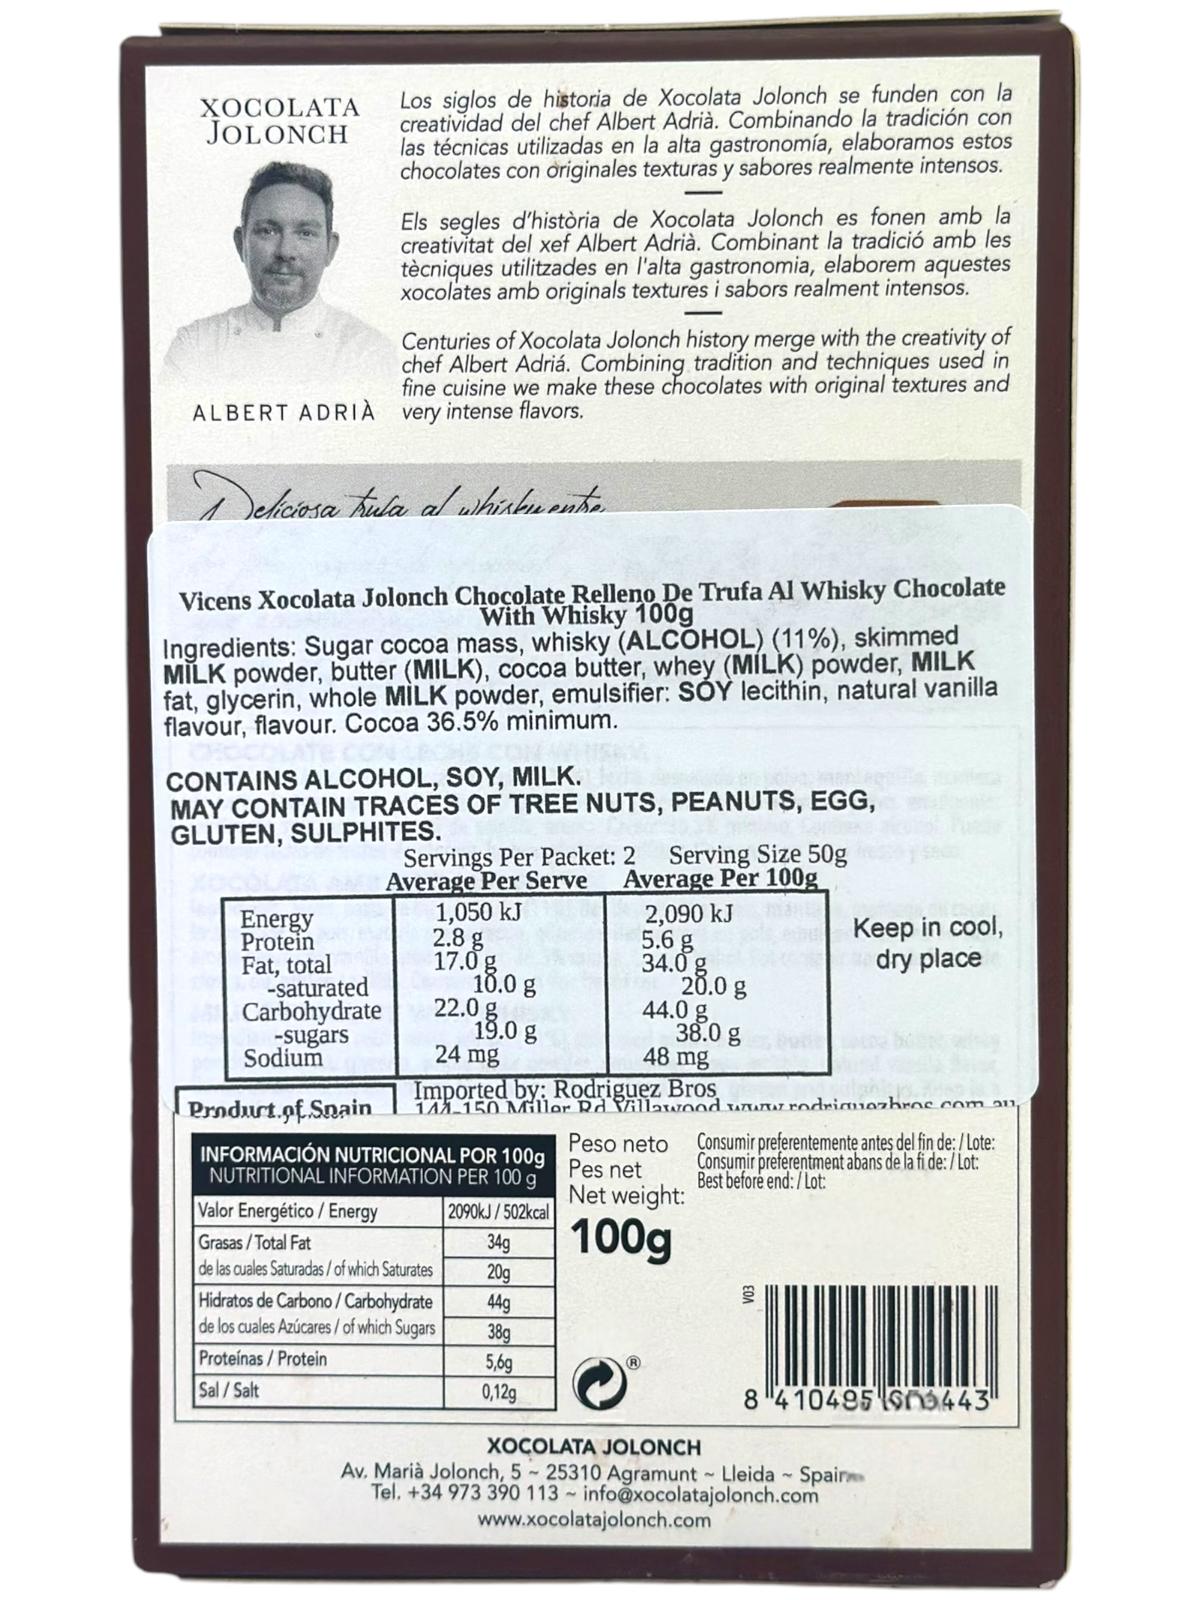 XOCOLATA
JOLONCH
ALBERT ADRIÀ
Los siglos de historia de Xocolata Jolonch se funden con la
creatividad del chef Albert Adrià. Combinando la tradición con
las técnicas utilizadas en la alta gastronomía, elaboramos estos
chocolates con originales texturas y sabores realmente intensos.
Els segles d'història de Xocolata Jolonch es fonen amb la
creativitat del xef Albert Adrià. Combinant la tradició amb les
tècniques utilitzades en l'alta gastronomia, elaborem aquestes
xocolates amb originals textures i sabors realment intensos.
Centuries of Xocolata Jolonch history merge with the creativity of
chef Albert Adriá. Combining tradition and techniques used in
fine cuisine we make these chocolates with original textures and
very intense flavors.
Deliciosa trufa al whisky entre
Vicens Xocolata Jolonch Chocolate Relleno De Trufa Al Whisky Chocolate
With Whisky 100g
Ingredients: Sugar cocoa mass, whisky (ALCOHOL) (11%), skimmed
MILK powder, butter (MILK), cocoa butter, whey (MILK) powder, MILK
fat, glycerin, whole MILK powder, emulsifier: SOY lecithin, natural vanilla
flavour, flavour. Cocoa 36.5% minimum.
CONTAINS ALCOHOL, SOY, MILK.
MAY CONTAIN TRACES OF TREE NUTS, PEANUTS, EGG,
GLUTEN, SULPHITES.
Servings Per Packet: 2 Serving Size 50g
Average Per Serve Average Per 100g
Energy 1,050 kJ 2,090 kJ
Protein 2.8 g 5.6 g
Fat, total 17.0 g 34.0 g
-saturated 10.0 g 20.0 g
Carbohydrate 22.0 g 44.0 g
-sugars 19.0 g 38.0 g
Sodium 24 mg 48 mg
Keep in cool,
dry place
Product of Spain
Imported by: Rodriguez Bros
144-150 Miller Rd Villawood www.rodriguezbros.com.au
INFORMACIÓN NUTRICIONAL POR 100g
NUTRITIONAL INFORMATION PER 100 g
Valor Energético / Energy 2090kJ / 502kcal
Grasas / Total Fat 34g
de las cuales Saturadas / of which Saturates 20g
Hidratos de Carbono / Carbohydrate 44g
de los cuales Azúcares / of which Sugars 38g
Proteínas / Protein 5,6g
Sal / Salt 0,12g
Peso neto
Pes net
Net weight:
100g
Consumir preferentemente antes del fin de: / Lote:
Consumir preferentment abans de la fi de: / Lot:
Best before end: / Lot:
V03
®
XOCOLATA JOLONCH
Av. Marià Jolonch, 5 ~ 25310 Agramunt ~ Lleida ~ Spain
Tel. +34 973 390 113 ~ info@xocolatajolonch.com
www.xocolatajolonch.com